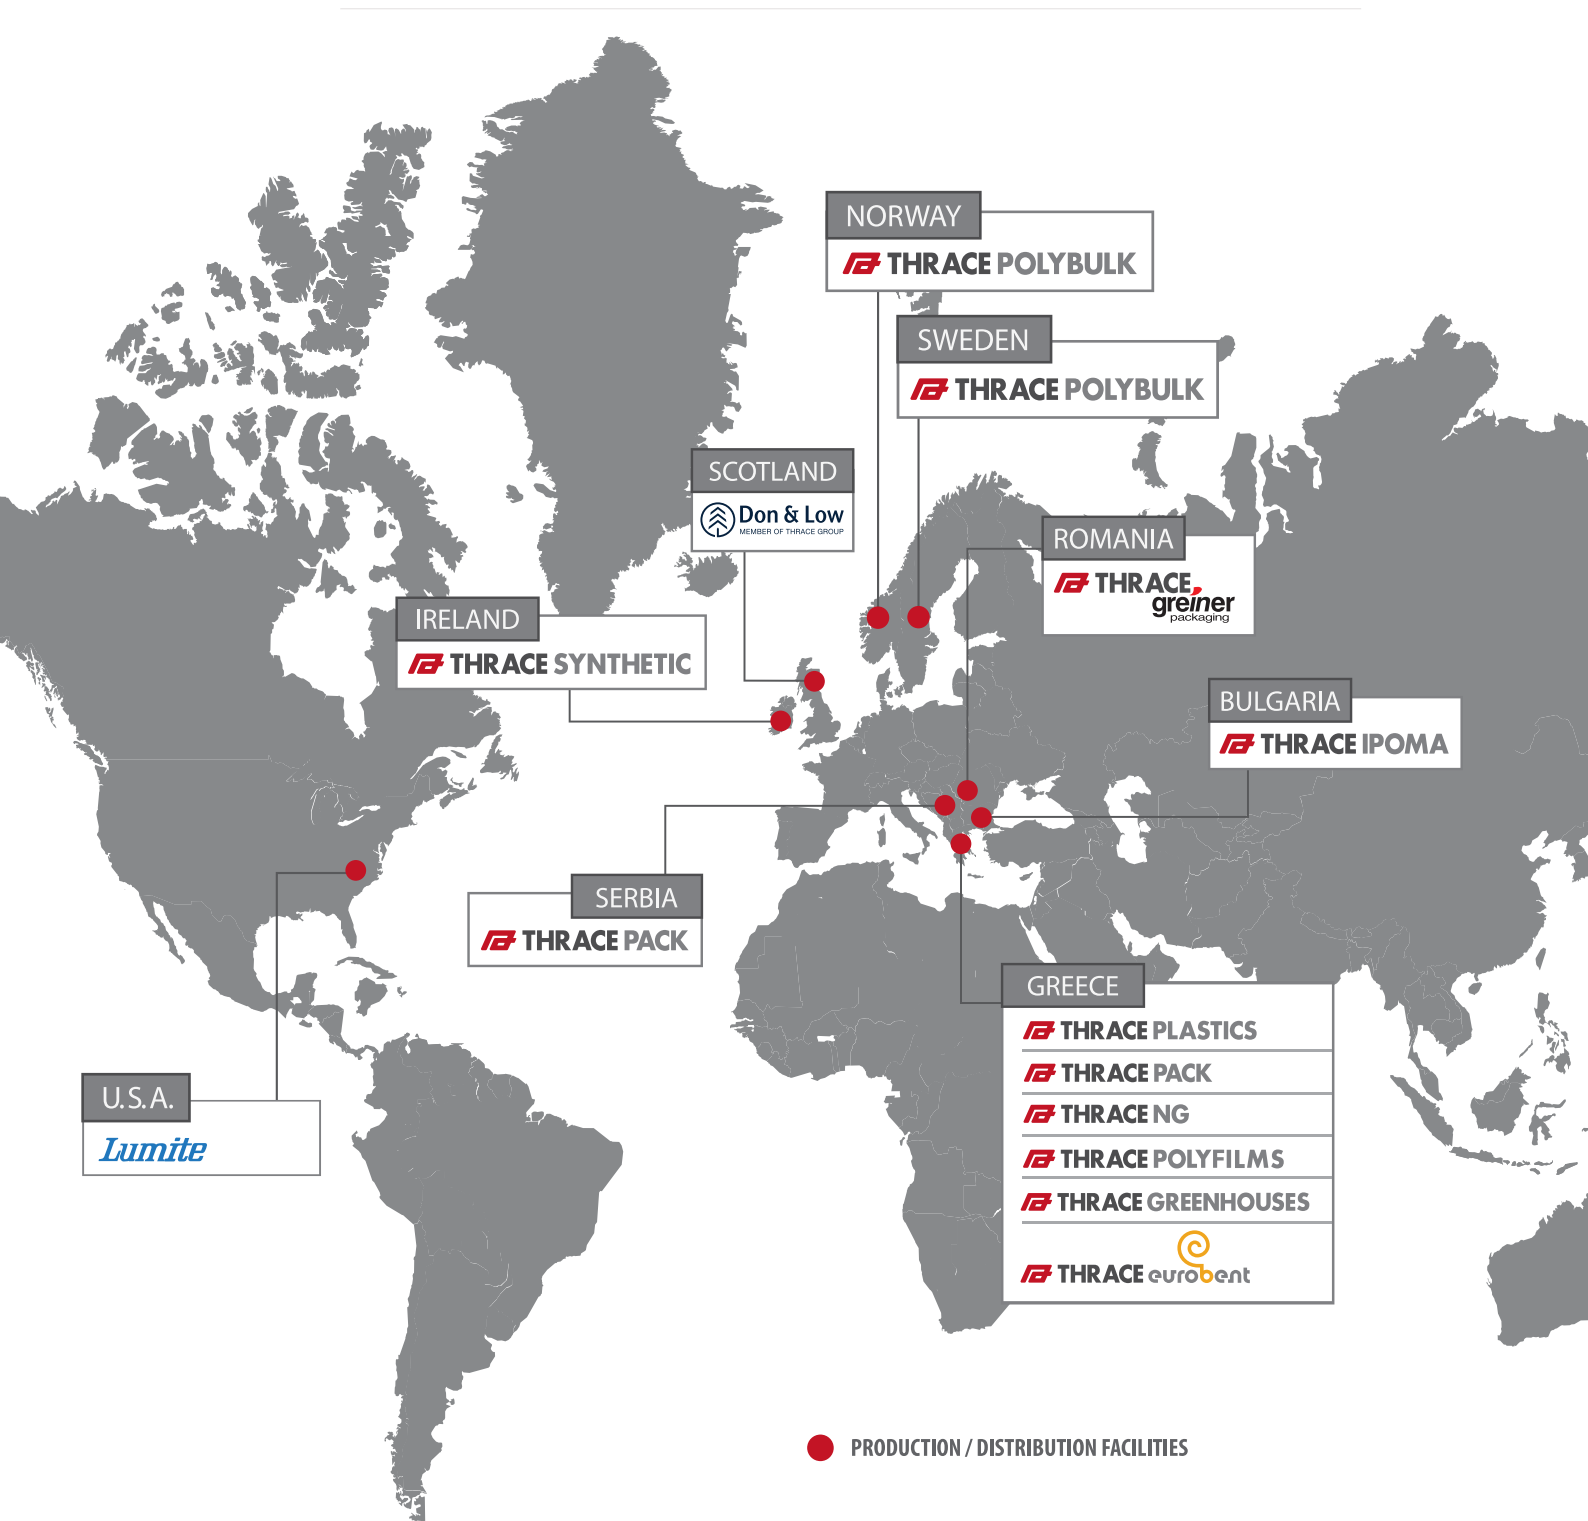 NORWAY
THRACE POLYBULK
SWEDEN
THRACE POLYBULK
SCOTLAND
Don & Low
MEMBER OF THRACE GROUP
ROMANIA
THRACE
greiner
packaging
IRELAND
THRACE SYNTHETIC
BULGARIA
THRACE IPOMA
SERBIA
THRACE PACK
GREECE
THRACE PLASTICS
THRACE PACK
THRACE NG
THRACE POLYFILMS
THRACE GREENHOUSES
THRACE eurobent
U.S.A.
Lumite
PRODUCTION / DISTRIBUTION FACILITIES